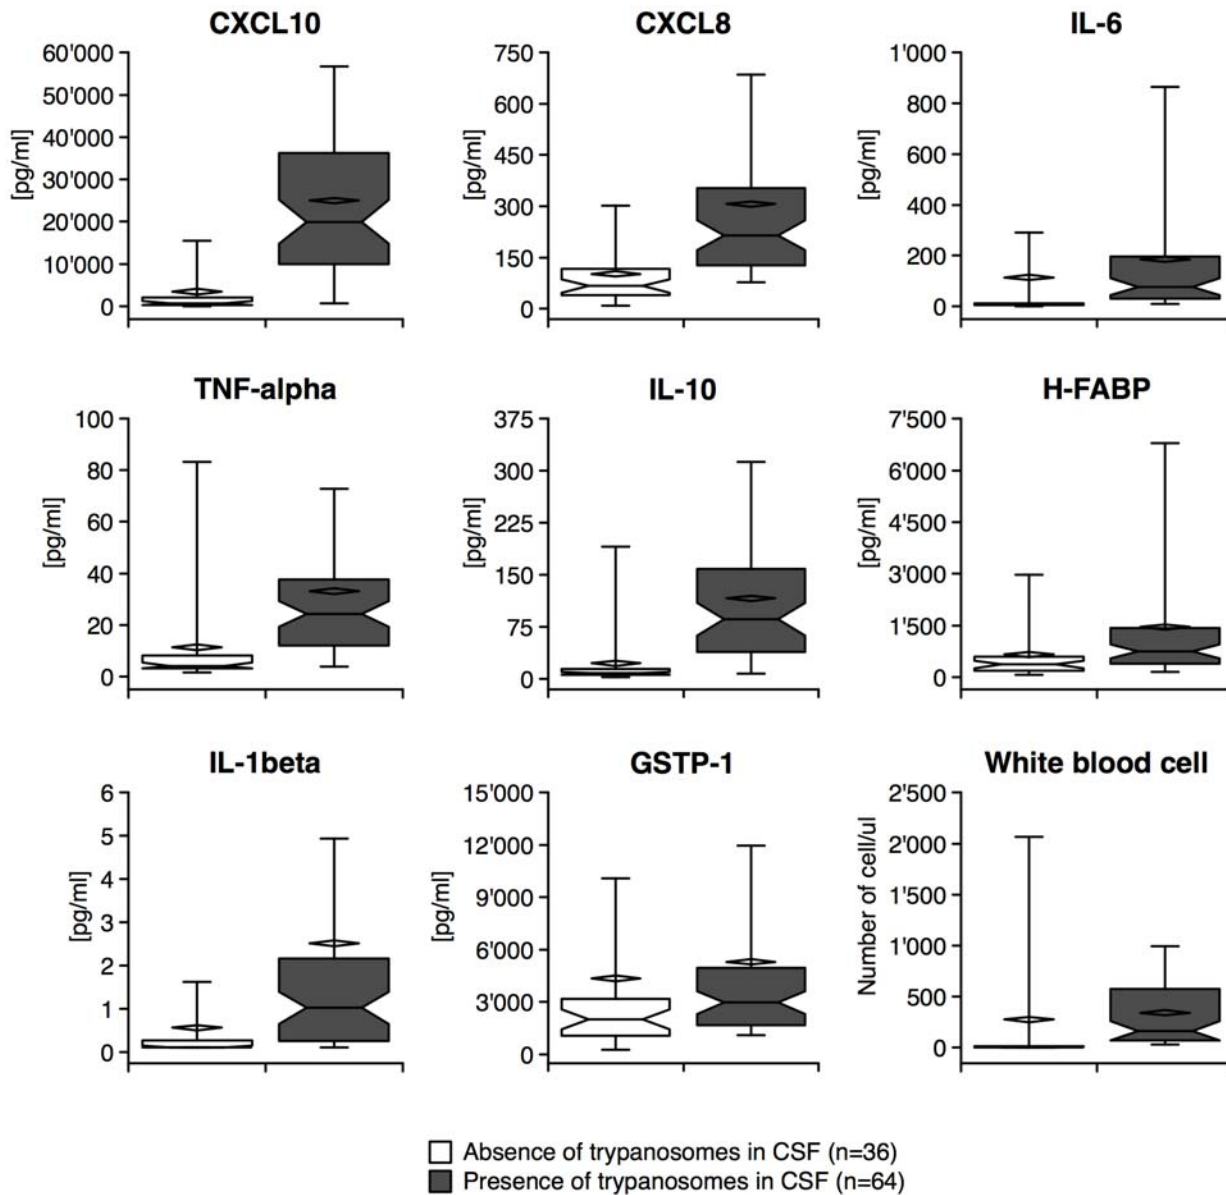 CXCL10
CXCL8
IL-6
60'000
50'000
40'000
30'000
20'000
10'000
0
[pg/ml]
750
600
450
300
150
0
[pg/ml]
1'000
800
600
400
200
0
[pg/ml]
TNF-alpha
IL-10
H-FABP
100
80
60
40
20
0
[pg/ml]
375
300
225
150
75
0
[pg/ml]
7'500
6'000
4'500
3'000
1'500
0
[pg/ml]
IL-1beta
GSTP-1
White blood cell
6
5
4
3
2
1
0
[pg/ml]
15'000
12'000
9'000
6'000
3'000
0
[pg/ml]
2'500
2'000
1'500
1'000
500
0
Number of cell/ul
Absence of trypanosomes in CSF (n=36)
Presence of trypanosomes in CSF (n=64)